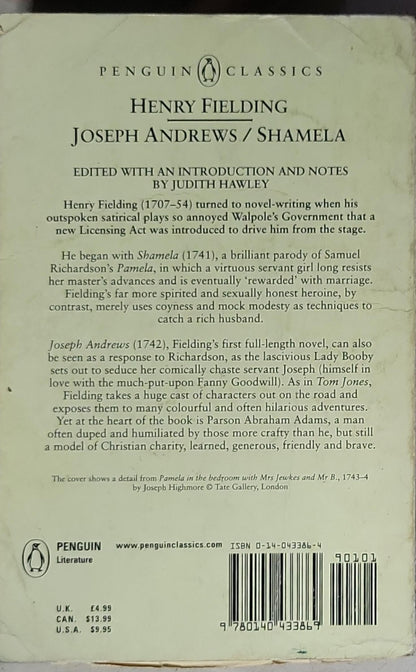 PENGUIN CLASSICS
HENRY FIELDING
JOSEPH ANDREWS / SHAMELA
EDITED WITH AN INTRODUCTION AND NOTES
BY JUDITH HAWLEY
Henry Fielding (1707–54) turned to novel-writing when his
outspoken satirical plays so annoyed Walpole's Government that a
new Licensing Act was introduced to drive him from the stage.
He began with Shamela (1741), a brilliant parody of Samuel
Richardson's Pamela, in which a virtuous servant girl long resists
her master's advances and is eventually 'rewarded' with marriage.
Fielding's far more spirited and sexually honest heroine, by
contrast, merely uses coyness and mock modesty as techniques to
catch a rich husband.
Joseph Andrews (1742), Fielding's first full-length novel, can also
be seen as a response to Richardson, as the lascivious Lady Booby
sets out to seduce her comically chaste servant Joseph (himself in
love with the much-put-upon Fanny Goodwill). As in Tom Jones,
Fielding takes a huge cast of characters out on the road and
exposes them to many colourful and often hilarious adventures.
Yet at the heart of the book is Parson Abraham Adams, a man
often duped and humiliated by those more crafty than he, but still
a model of Christian charity, learned, generous, friendly and brave.
The cover shows a detail from Pamela in the bedroom with Mrs Jewkes and Mr B., 1743–4
by Joseph Highmore © Tate Gallery, London
PENGUIN www.penguinclassics.com ISBN 0-14-043386-4
Literature
90101
U.K. £4.99
CAN. $13.99
U.S.A. $9.95
9 780140 433869